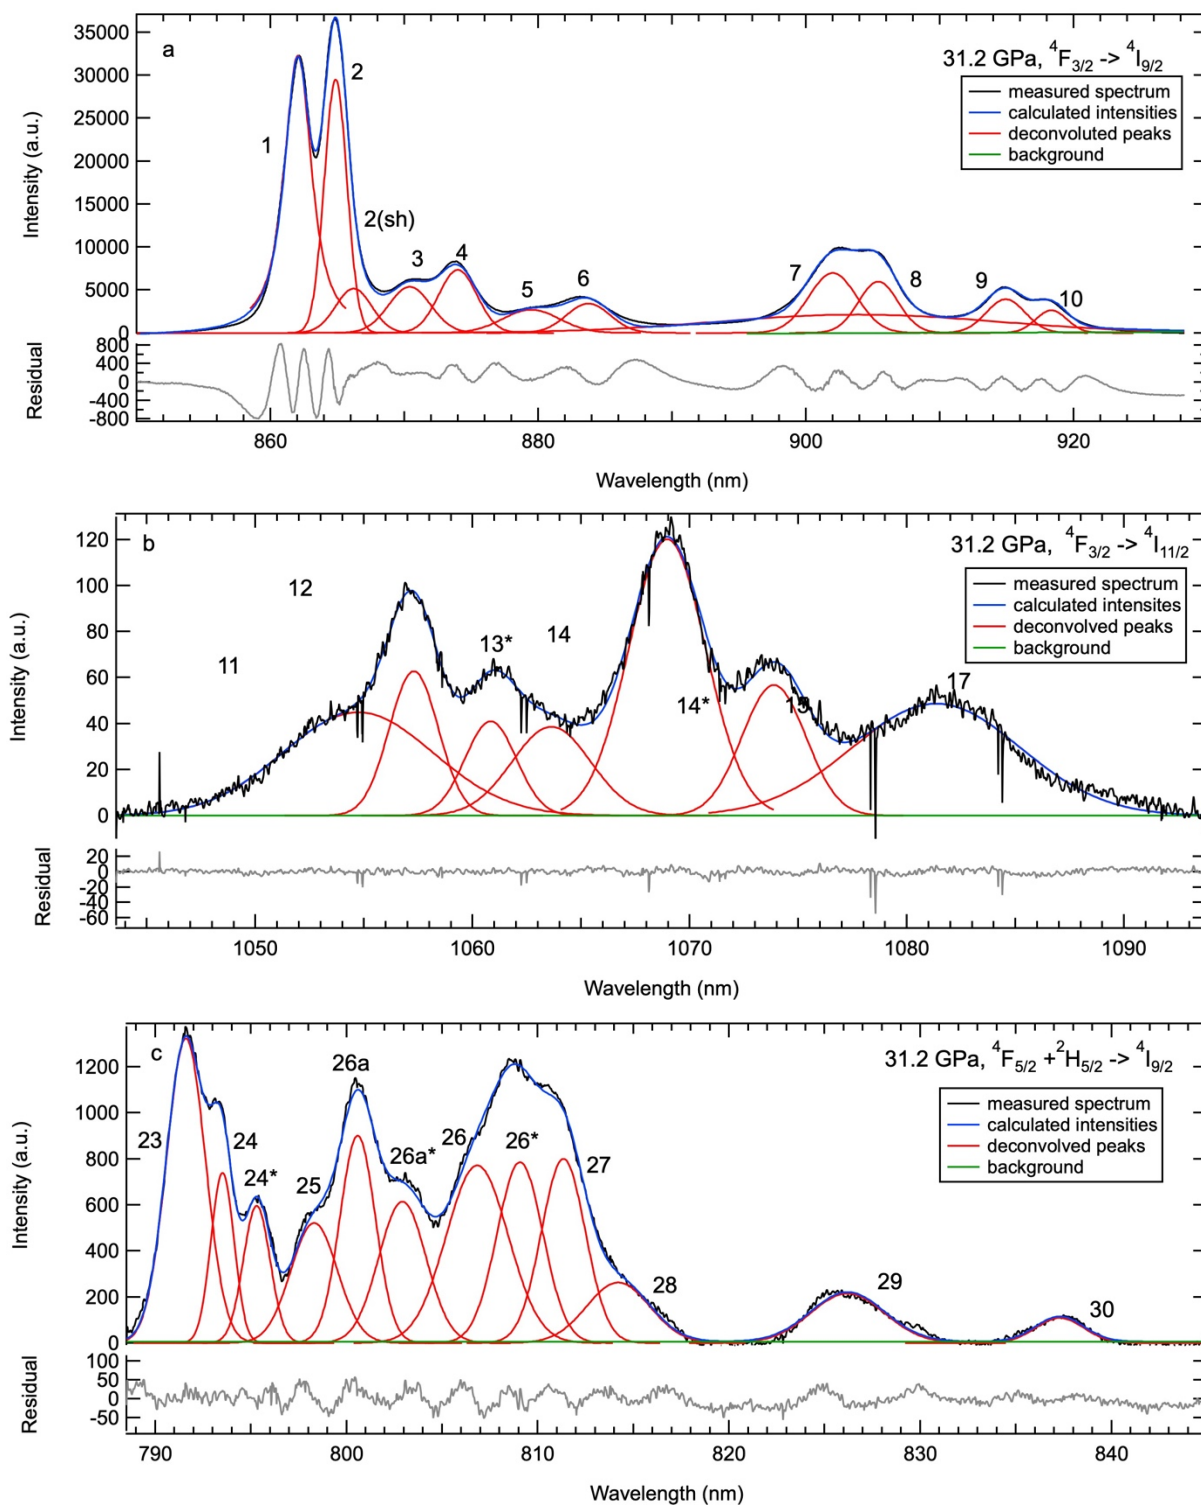 a
31.2 GPa, ⁴F3/2 -> ⁴I9/2
measured spectrum
calculated intensities
deconvoluted peaks
background
35000
30000
25000
20000
15000
10000
5000
0
Intensity (a.u.)
1
2
2(sh)
3
4
5
6
7
8
9
10
800
400
0
-400
-800
Residual
860
880
900
920
Wavelength (nm)
b
31.2 GPa, ⁴F3/2 -> ⁴I11/2
measured spectrum
calculated intensites
deconvolved peaks
background
120
100
80
60
40
20
0
Intensity (a.u.)
11
12
13*
14
14*
15
17
20
0
-20
-40
-60
Residual
1050
1060
1070
1080
1090
Wavelength (nm)
c
31.2 GPa, ⁴F5/2 +²H5/2 -> ⁴I9/2
measured spectrum
calculated intensities
deconvolved peaks
background
1200
1000
800
600
400
200
0
Intensity (a.u.)
23
24
24*
25
26a
26a*
26
26*
27
28
29
30
100
50
0
-50
Residual
790
800
810
820
830
840
Wavelength (nm)